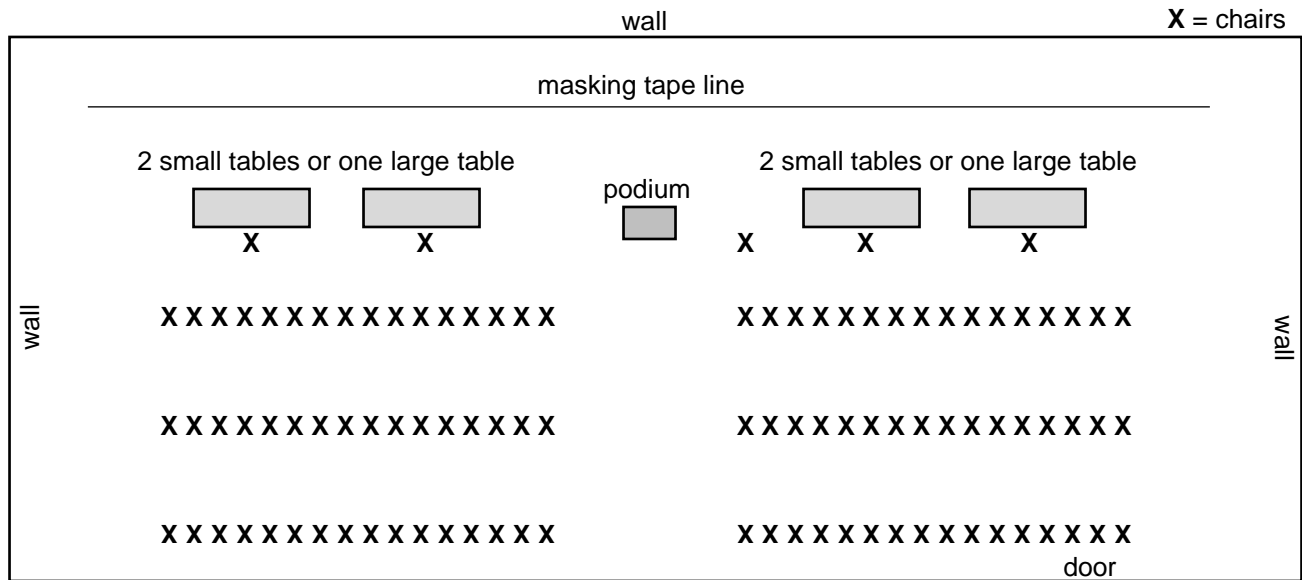 wall
X = chairs
masking tape line
2 small tables or one large table
2 small tables or one large table
podium
X X X X X
X X X X X X X X X X X X X X X X
X X X X X X X X X X X X X X X X
wall
wall
X X X X X X X X X X X X X X X X
X X X X X X X X X X X X X X X X
X X X X X X X X X X X X X X X X
X X X X X X X X X X X X X X X X
door